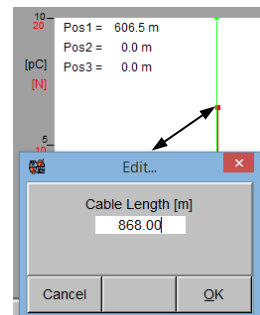 10
20
Pos1 = 606.5 m
Pos2 = 0.0 m
[pC] Pos3 = 0.0 m
[N]
5
10
Edit...
×
Cable Length [m]
868.00
Cancel OK